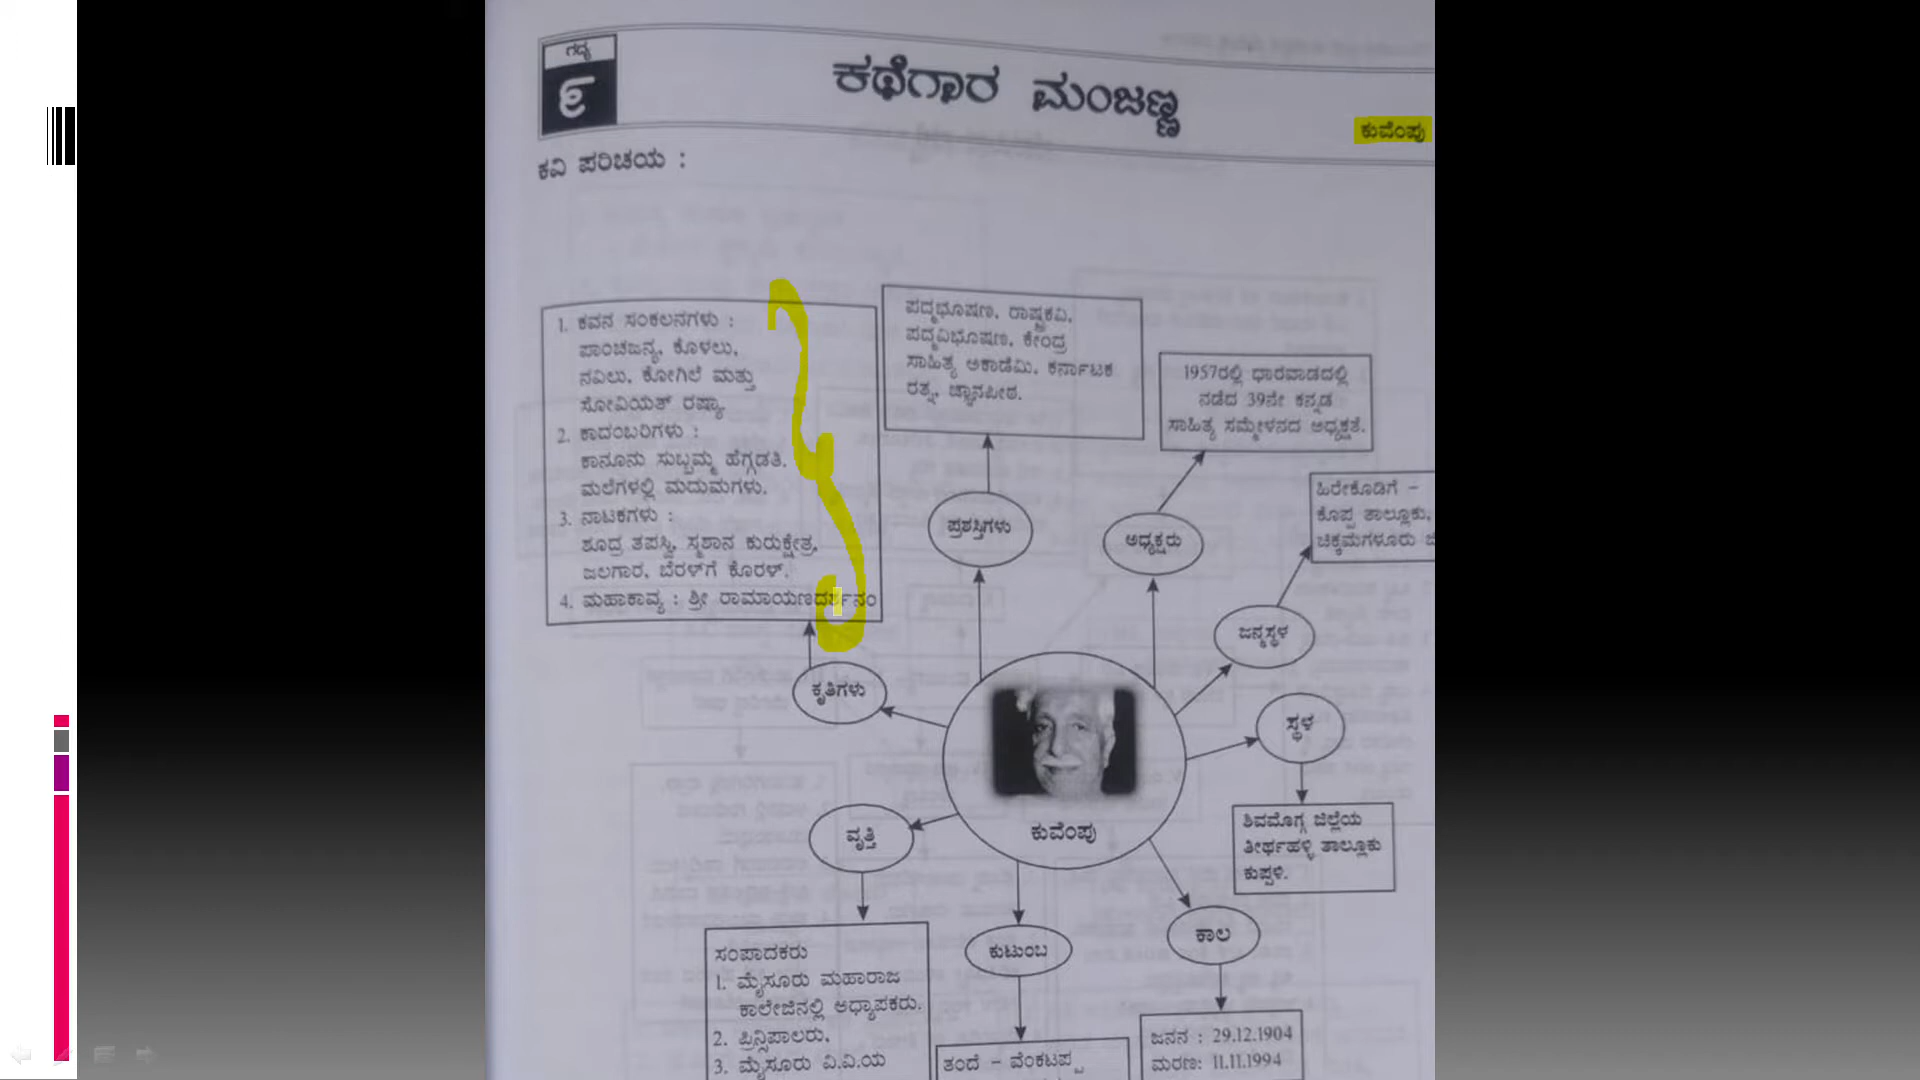 ಗದ್ಯ
೯
ಕಥೆಗಾರ ಮಂಜಣ್ಣ
ಕುವೆಂಪು
ಕವಿ ಪರಿಚಯ :
1. ಕವನ ಸಂಕಲನಗಳು :
ಪಾಂಚಜನ್ಯ, ಕೊಳಲು,
ನವಿಲು, ಕೋಗಿಲೆ ಮತ್ತು
ಸೋವಿಯತ್ ರಷ್ಯಾ.
2. ಕಾದಂಬರಿಗಳು :
ಕಾನೂನು ಸುಬ್ಬಮ್ಮ ಹೆಗ್ಗಡತಿ.
ಮಲೆಗಳಲ್ಲಿ ಮದುಮಗಳು.
3. ನಾಟಕಗಳು :
ಶೂದ್ರ ತಪಸ್ವಿ, ಸ್ಮಶಾನ ಕುರುಕ್ಷೇತ್ರ,
ಜಲಗಾರ, ಬೆರಳ್‌ಗೆ ಕೊರಳ್.
4. ಮಹಾಕಾವ್ಯ : ಶ್ರೀ ರಾಮಾಯಣದರ್ಶನಂ
ಪದ್ಮಭೂಷಣ, ರಾಷ್ಟ್ರಕವಿ,
ಪದ್ಮವಿಭೂಷಣ, ಕೇಂದ್ರ
ಸಾಹಿತ್ಯ ಅಕಾಡೆಮಿ, ಕರ್ನಾಟಕ
ರತ್ನ, ಜ್ಞಾನಪೀಠ.
1957ರಲ್ಲಿ ಧಾರವಾಡದಲ್ಲಿ
ನಡೆದ 39ನೇ ಕನ್ನಡ
ಸಾಹಿತ್ಯ ಸಮ್ಮೇಳನದ ಅಧ್ಯಕ್ಷತೆ.
ಹಿರೇಕೊಡಿಗೆ –
ಕೊಪ್ಪ ತಾಲ್ಲೂಕು,
ಚಿಕ್ಕಮಗಳೂರು
ಪ್ರಶಸ್ತಿಗಳು
ಅಧ್ಯಕ್ಷರು
ಜನ್ಮಸ್ಥಳ
ಕೃತಿಗಳು
ಸ್ಥಳ
ಶಿವಮೊಗ್ಗ ಜಿಲ್ಲೆಯ
ತೀರ್ಥಹಳ್ಳಿ ತಾಲ್ಲೂಕು
ಕುಪ್ಪಳಿ.
ಕುವೆಂಪು
ವೃತ್ತಿ
ಕುಟುಂಬ
ಕಾಲ
ಸಂಪಾದಕರು
1. ಮೈಸೂರು ಮಹಾರಾಜ
ಕಾಲೇಜಿನಲ್ಲಿ ಅಧ್ಯಾಪಕರು.
2. ಪ್ರಿನ್ಸಿಪಾಲರು,
3. ಮೈಸೂರು ವಿ.ವಿ.ಯ
ತಂದೆ – ವೆಂಕಟಪ್ಪ
ಜನನ : 29.12.1904
ಮರಣ: 11.11.1994